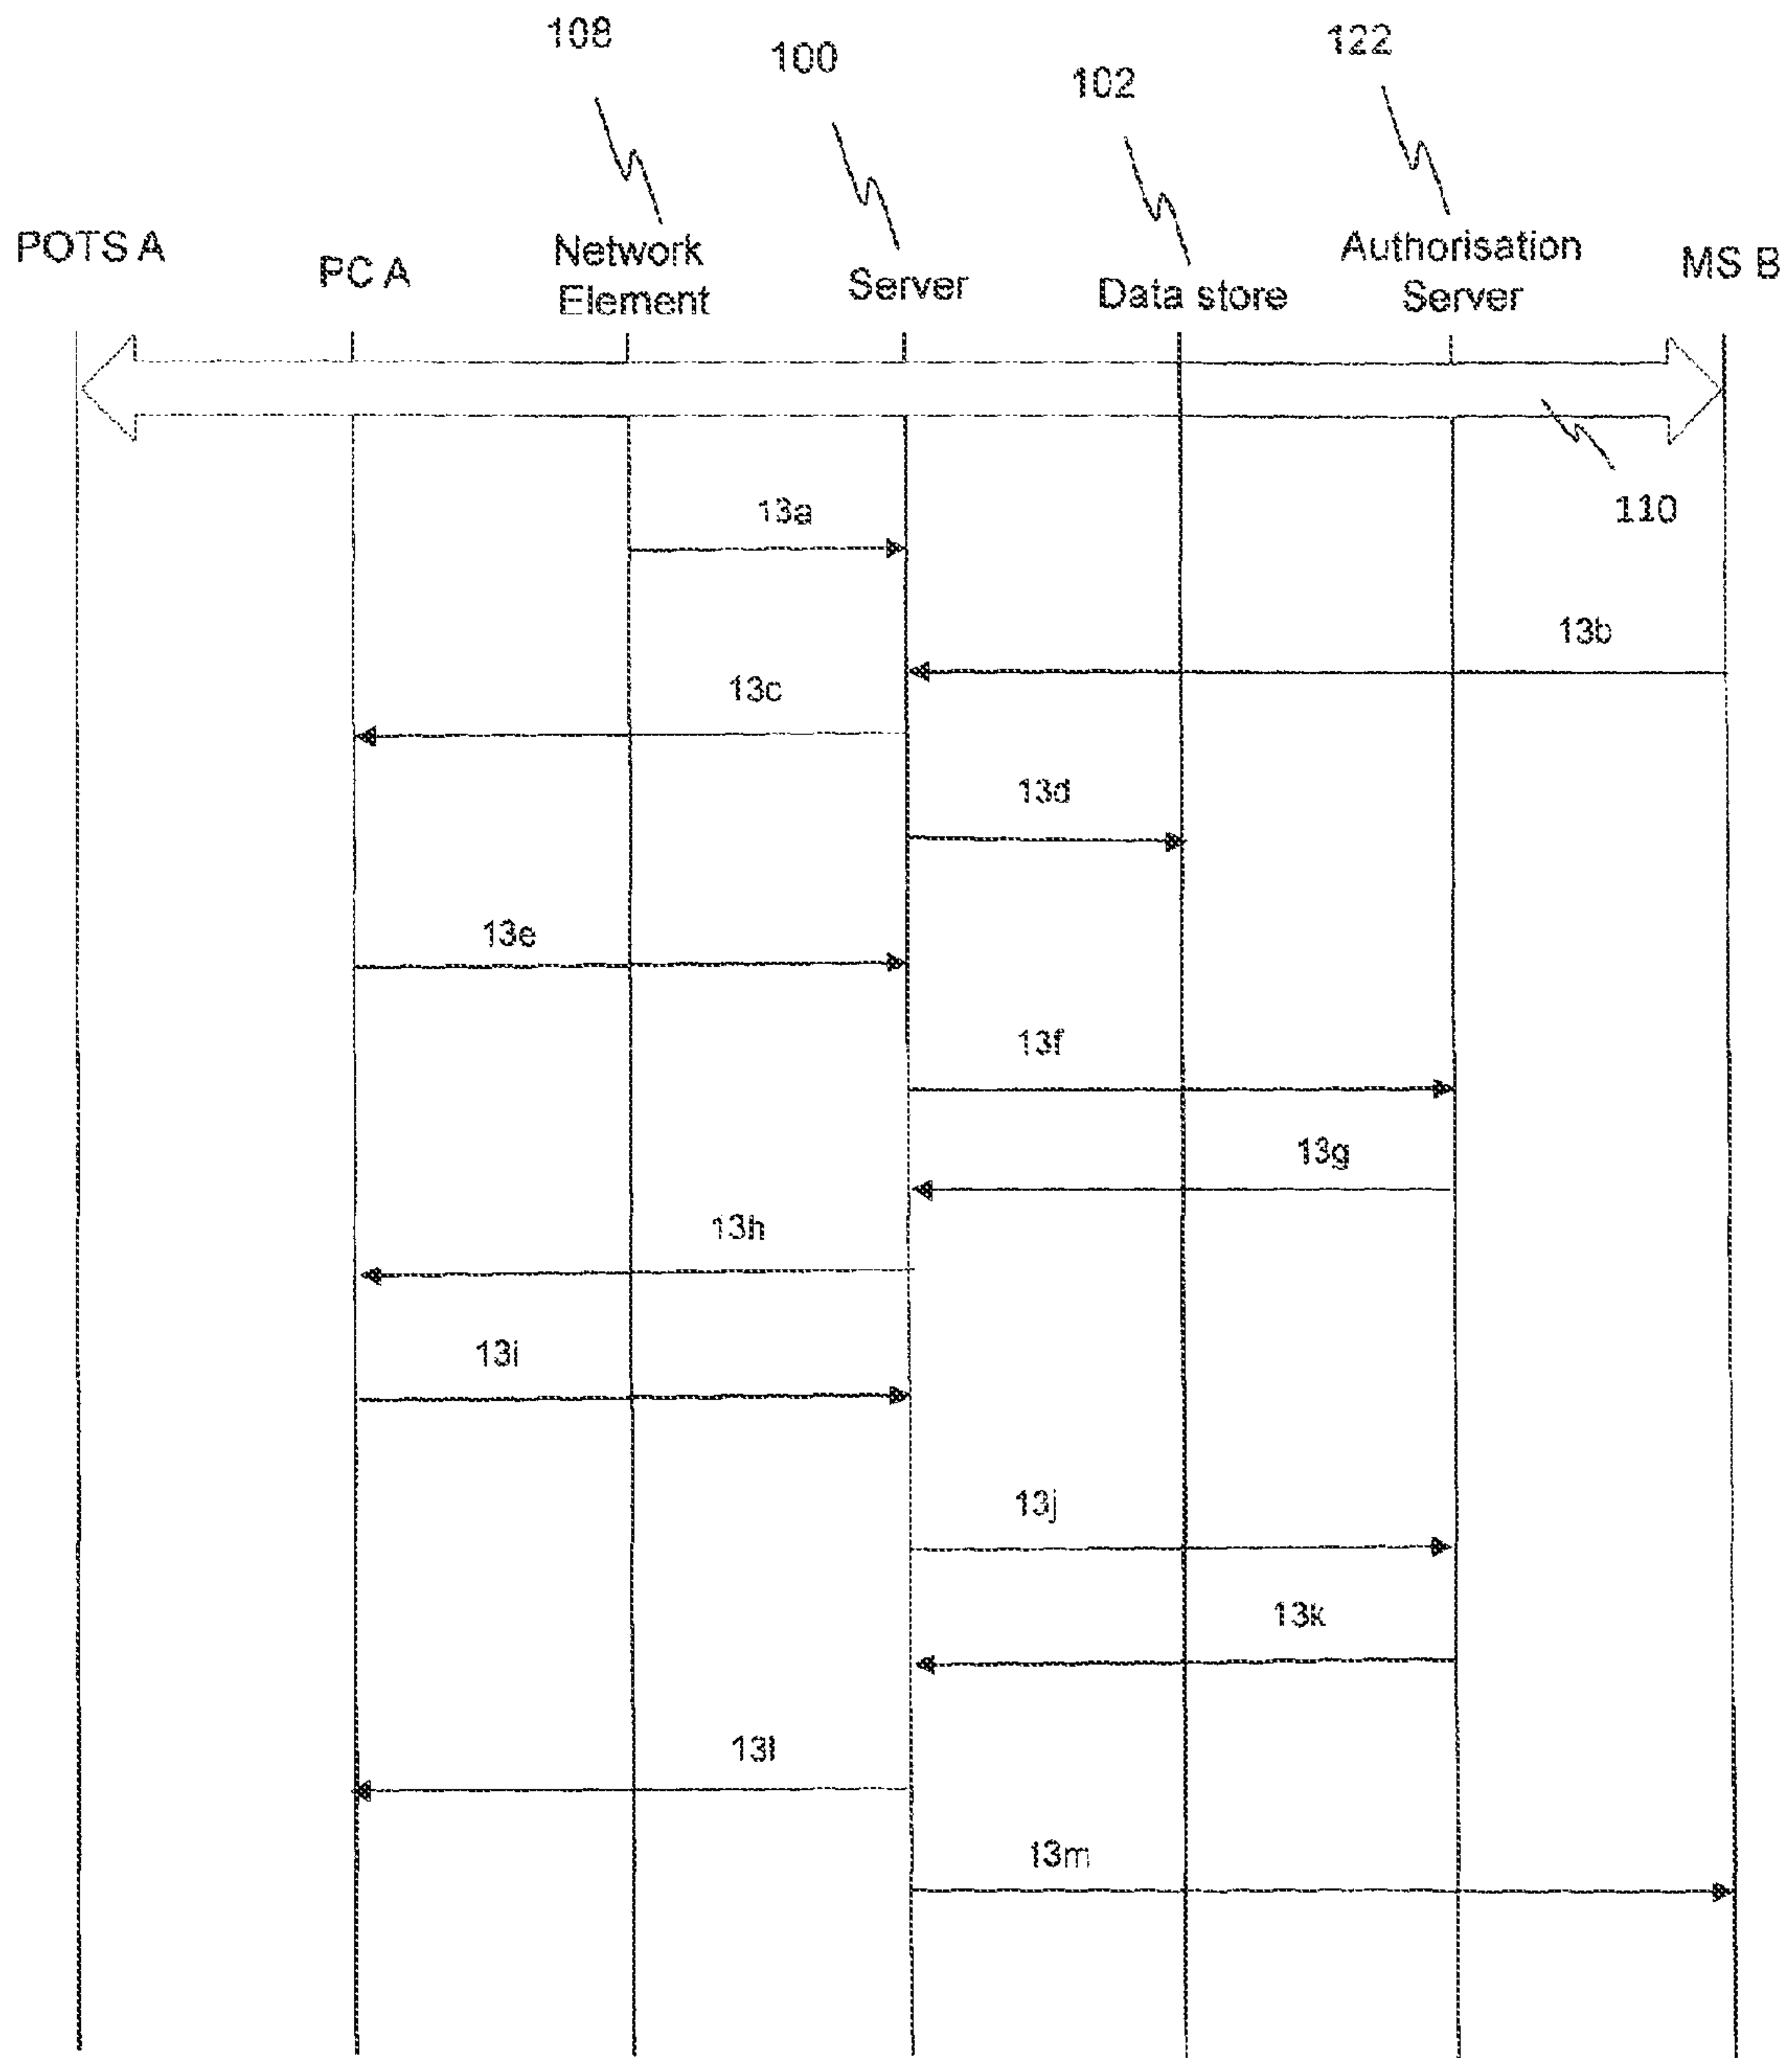 108
100
102
122
POTS A
PC A
Network
Element
Server
Data store
Authorisation
Server
MS B
110
13a
13b
13c
13d
13e
13f
13g
13h
13i
13j
13k
13l
13m